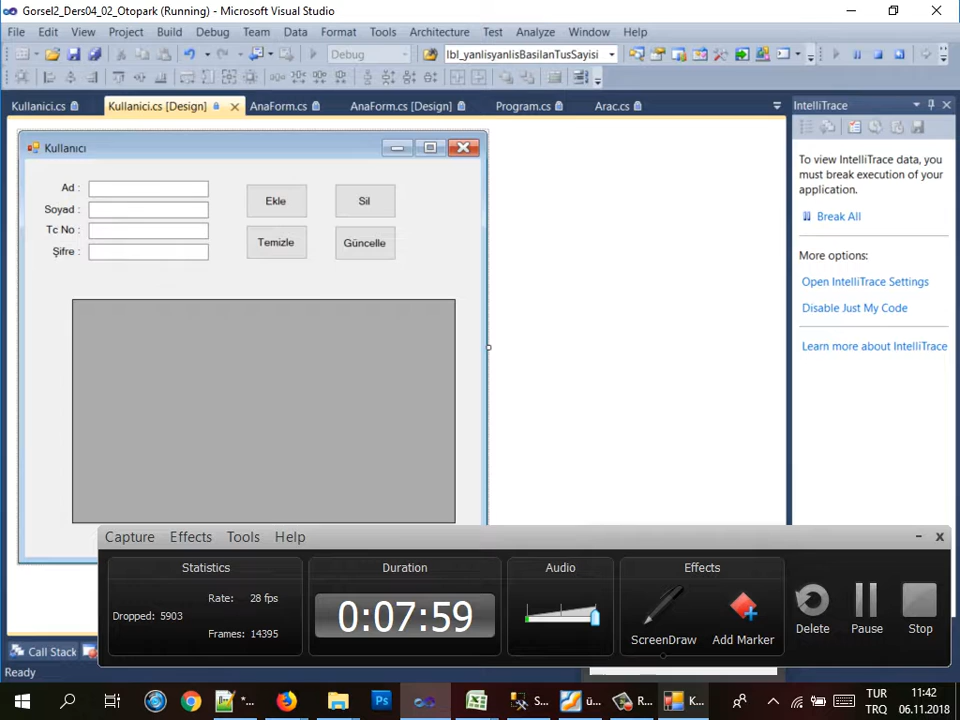 Gorsel2_Ders04_02_Otopark (Running) - Microsoft Visual Studio
File Edit View Project Build Debug Team Data Format Tools Architecture Test Analyze Window Help
Debug lbl_yanlisyanlisBasilanTusSayisi
Kullanici.cs Kullanici.cs [Design] AnaForm.cs AnaForm.cs [Design] Program.cs Arac.cs IntelliTrace
Kullanıcı
Ad :
Soyad :
Tc No :
Şifre :
Ekle Sil
Temizle Güncelle
To view IntelliTrace data, you
must break execution of your
application.
Break All
More options:
Open IntelliTrace Settings
Disable Just My Code
Learn more about IntelliTrace
Capture Effects Tools Help
Statistics Duration Audio Effects
Rate: 28 fps
Dropped: 5903
Frames: 14395
0:07:59
ScreenDraw Add Marker Delete Pause Stop
Call Stack
Ready
Ps S... ü... R... K...
TUR 11:42
TRQ 06.11.2018